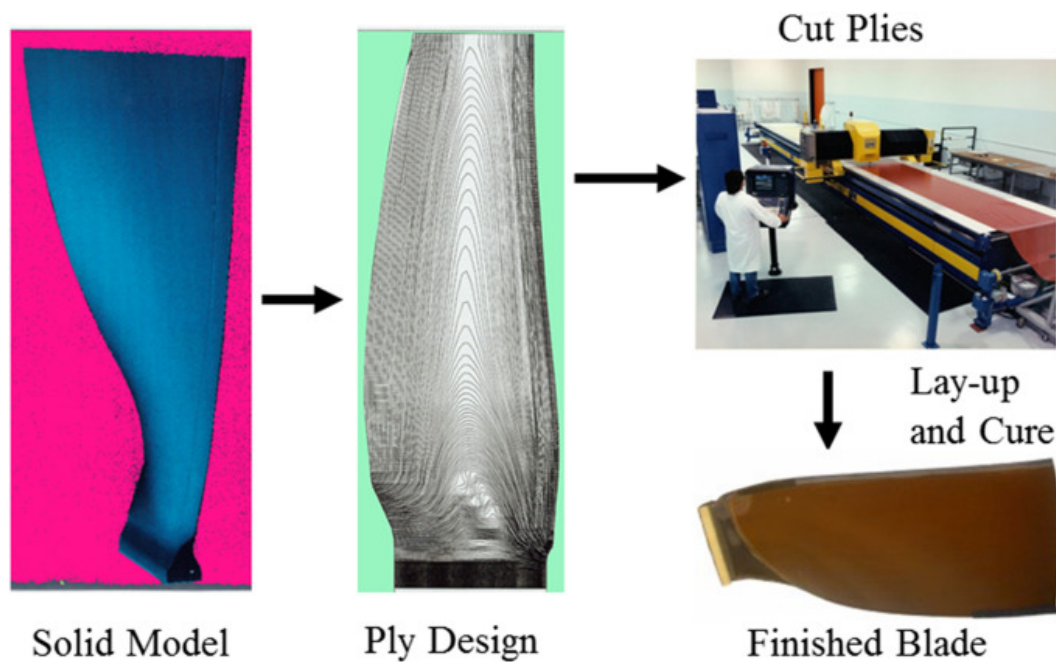 Cut Plies
Lay-up
and Cure
Solid Model
Ply Design
Finished Blade